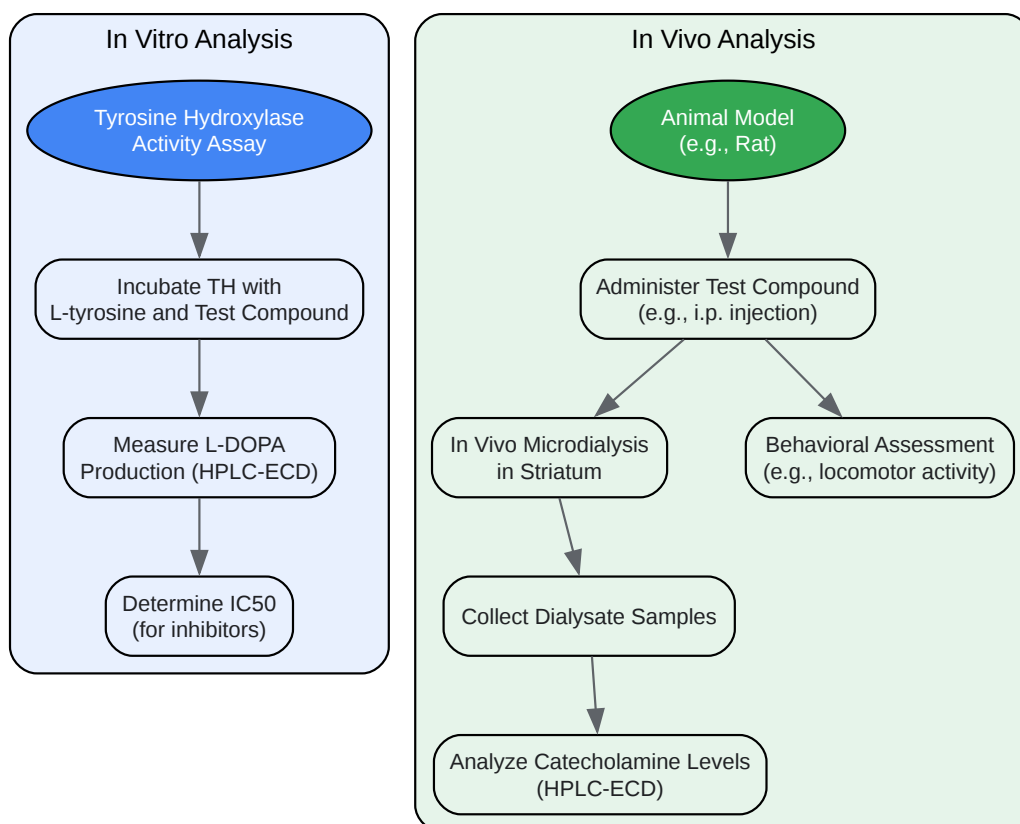 In Vitro Analysis
Tyrosine Hydroxylase
Activity Assay
Incubate TH with
L-tyrosine and Test Compound
Measure L-DOPA
Production (HPLC-ECD)
Determine IC50
(for inhibitors)
In Vivo Analysis
Animal Model
(e.g., Rat)
Administer Test Compound
(e.g., i.p. injection)
In Vivo Microdialysis
in Striatum
Behavioral Assessment
(e.g., locomotor activity)
Collect Dialysate Samples
Analyze Catecholamine Levels
(HPLC-ECD)